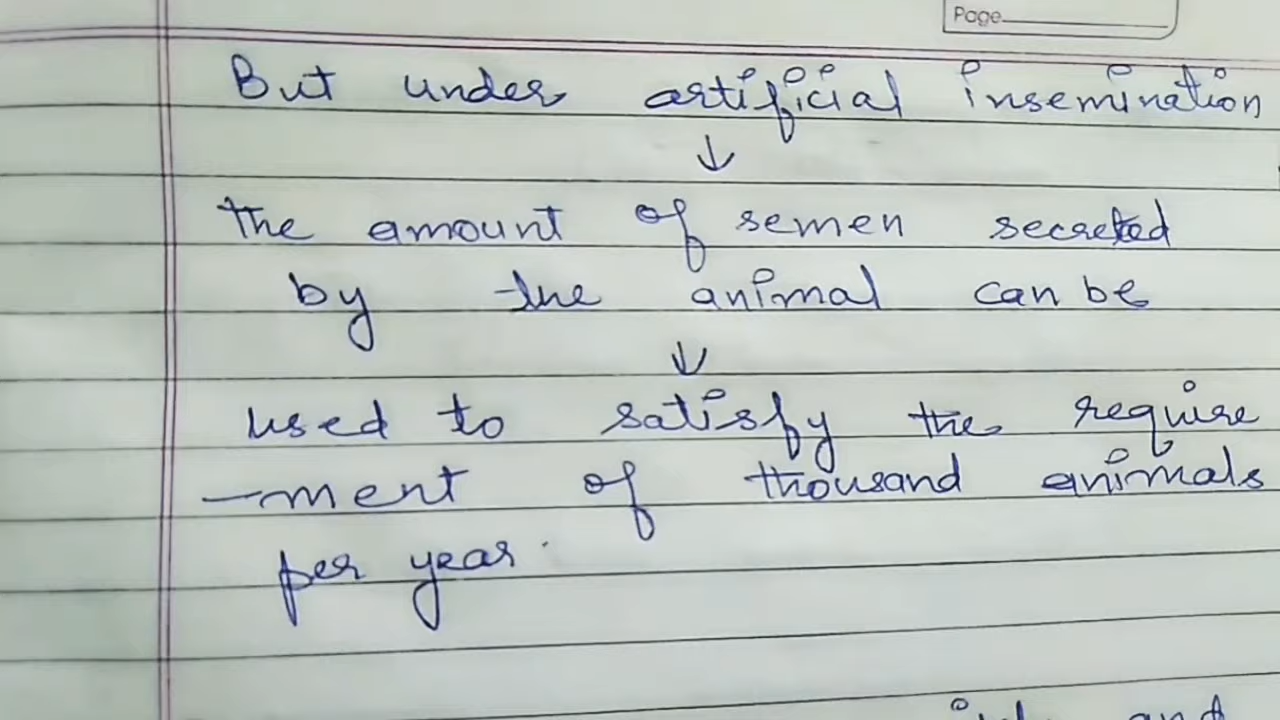 Page
But under artificial insemination
↓
the amount of semen secreted
by the animal can be
↓
used to satisfy the require
-ment of thousand animals
per year.
and